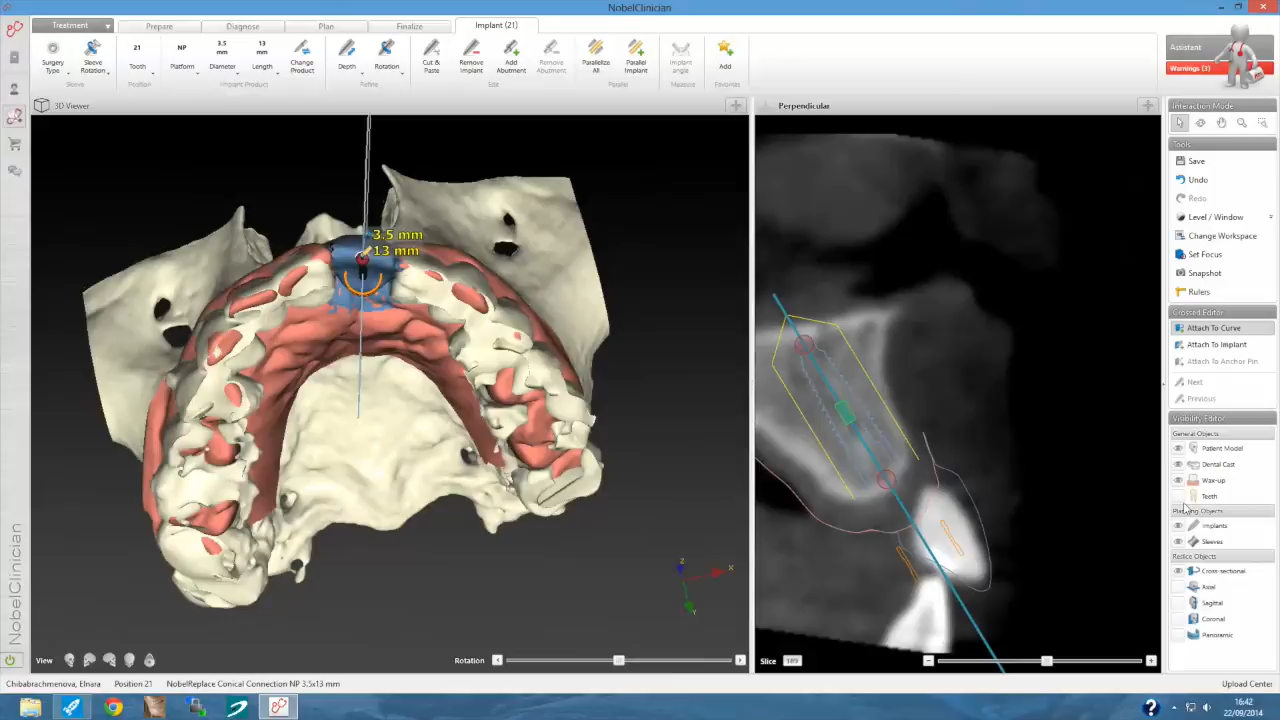 NobelClinician
Treatment
Prepare
Diagnose
Plan
Finalize
Implant (21)
21
NP
3.5
mm
13
mm
Surgery
Type
Sleeve
Rotation
Tooth
Platform
Diameter
Length
Change
Product
Depth
Rotation
Cut &
Paste
Remove
Implant
Add
Abutment
Remove
Abutment
Parallelize
All
Parallel
Implant
Implant
angle
Add
Sleeve
Position
Implant Product
Refine
Edit
Parallel
Measure
Favorites
Assistant
Warnings (3)
3D Viewer
Perpendicular
3.5 mm
13 mm
Z
X
Y
View
Rotation
Slice
189
Interaction Mode
Tools
Save
Undo
Redo
Level / Window
Change Workspace
Set Focus
Snapshot
Rulers
Crossed Editor
Attach To Curve
Attach To Implant
Attach To Anchor Pin
Next
Previous
Visibility Editor
General Objects
Patient Model
Dental Cast
Wax-up
Teeth
Planning Objects
Implants
Sleeves
Reslice Objects
Cross-sectional
Axial
Sagittal
Coronal
Panoramic
NobelClinician
Chibabrachmenova, Elnara
Position 21
NobelReplace Conical Connection NP 3.5x13 mm
Upload Center
16:42
22/09/2014